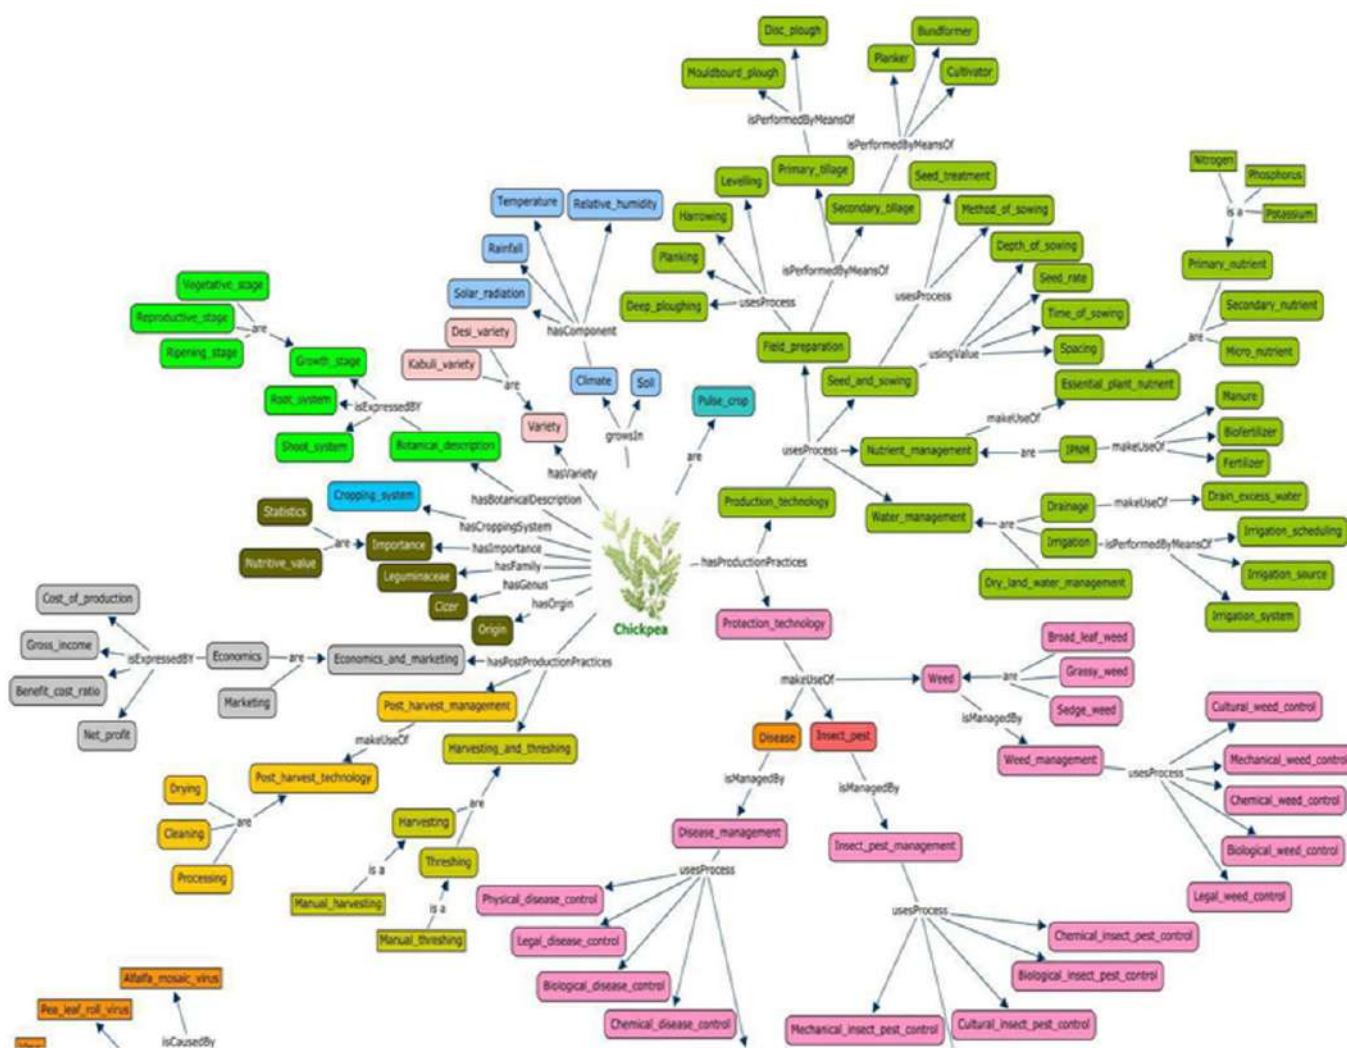 Disc_plough
Bundformer
Planker
Mouldbourd_plough
Cultivator
isPerformedByMeansOf
isPerformedByMeansOf
Nitrogen
Primary_tillage
Seed_treatment
Phosphorus
Levelling
Temperature
Relative_humidity
Secondary_tillage
Method_of_sowing
is a
Potassium
Harrowing
Rainfall
Depth_of_sowing
Planking
isPerformedByMeansOf
Primary_nutrient
Vegetative_stage
Solar_radiation
Seed_rate
usesProcess
Deep_ploughing
usesProcess
Secondary_nutrient
Reproductive_stage
are
Desi_variety
hasComponent
Time_of_sowing
are
Ripening_stage
Growth_stage
Kabuli_variety
Field_preparation
usingValue
Spacing
Micro_nutrient
are
Climate
Soil
Seed_and_sowing
Essential_plant_nutrient
Root_system
isExpressedBY
Pulse_crop
Manure
Variety
makeUseOf
Shoot_system
Botanical_description
growsIn
Biofertilizer
are
usesProcess
Nutrient_management
are
IPNM
makeUseOf
Fertilizer
hasVariety
Cropping_system
hasBotanicalDescription
Production_technology
Drainage
makeUseOf
Drain_excess_water
Statistics
Water_management
are
hasCroppingSystem
Irrigation
isPerformedByMeansOf
Irrigation_scheduling
are
Importance
hasImportance
Nutritive_value
hasFamily
hasProductionPractices
Leguminaceae
hasGenus
Dry_land_water_management
Irrigation_source
Cost_of_production
Cicer
hasOrgin
Irrigation_system
Origin
Chickpea
Protection_technology
Broad_leaf_weed
Gross_income
isExpressedBY
Economics
are
Economics_and_marketing
hasPostProductionPractices
Grassy_weed
makeUseOf
Weed
are
Benefit_cost_ratio
Marketing
Post_harvest_management
Sedge_weed
Cultural_weed_control
isManagedBy
Net_profit
makeUseOf
Harvesting_and_threshing
Disease
Insect_pest
Weed_management
Mechanical_weed_control
Post_harvest_technology
isManagedBy
usesProcess
Drying
isManagedBy
are
Chemical_weed_control
are
Harvesting
Cleaning
Disease_management
Insect_pest_management
Biological_weed_control
Threshing
is a
usesProcess
Processing
Manual_harvesting
Physical_disease_control
Legal_weed_control
is a
usesProcess
Manual_threshing
Legal_disease_control
Chemical_insect_pest_control
Alfalfa_mosaic_virus
Biological_disease_control
Biological_insect_pest_control
Pea_leaf_roll_virus
Chemical_disease_control
Mechanical_insect_pest_control
Cultural_insect_pest_control
isCausedBy